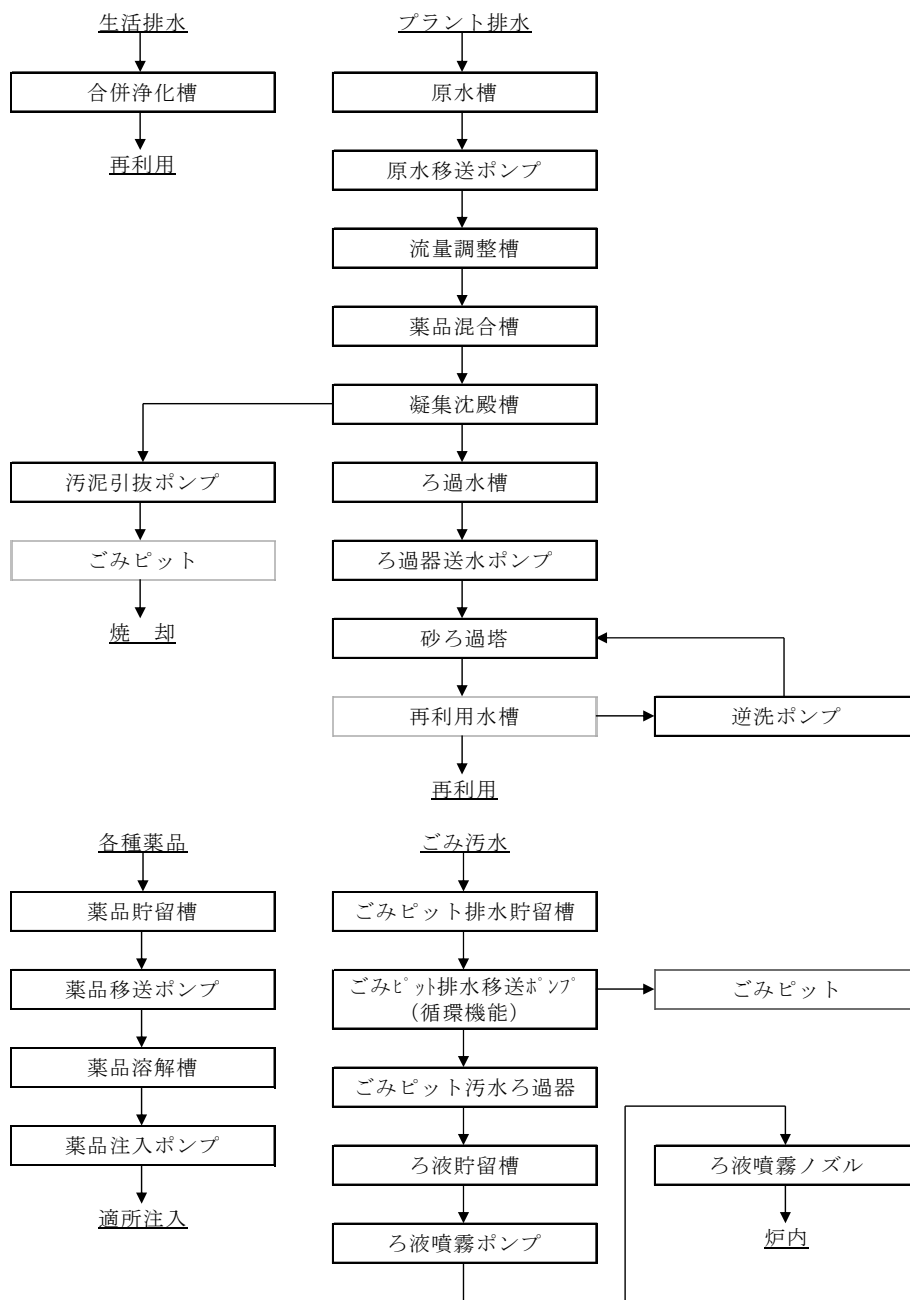 生活排水
合併浄化槽
再利用
プラント排水
原水槽
原水移送ポンプ
流量調整槽
薬品混合槽
凝集沈殿槽
汚泥引抜ポンプ
ごみピット
焼　却
ろ過水槽
ろ過器送水ポンプ
砂ろ過塔
再利用水槽
逆洗ポンプ
再利用
各種薬品
薬品貯留槽
薬品移送ポンプ
薬品溶解槽
薬品注入ポンプ
適所注入
ごみ汚水
ごみピット排水貯留槽
ごみﾋﾟｯﾄ排水移送ﾎﾟﾝﾌﾟ
（循環機能）
ごみピット
ごみピット汚水ろ過器
ろ液貯留槽
ろ液噴霧ポンプ
ろ液噴霧ノズル
炉内